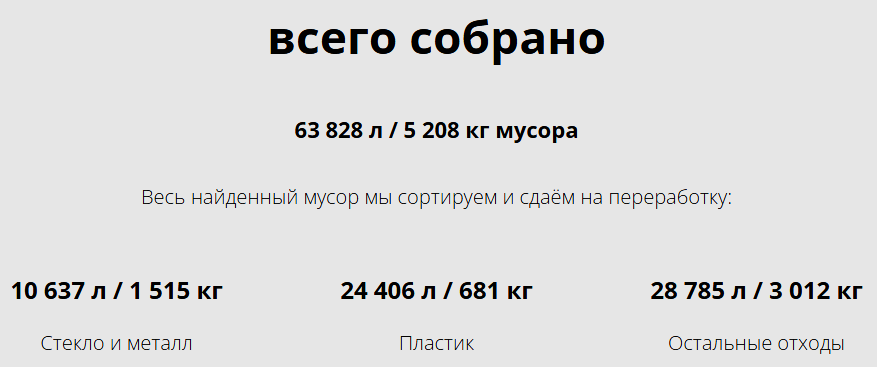 всего собрано
63 828 л / 5 208 кг мусора
Весь найденный мусор мы сортируем и сдаём на переработку:
10 637 л / 1 515 кг
24 406 л / 681 кг
28 785 л / 3 012 кг
Стекло и металл
Пластик
Остальные отходы